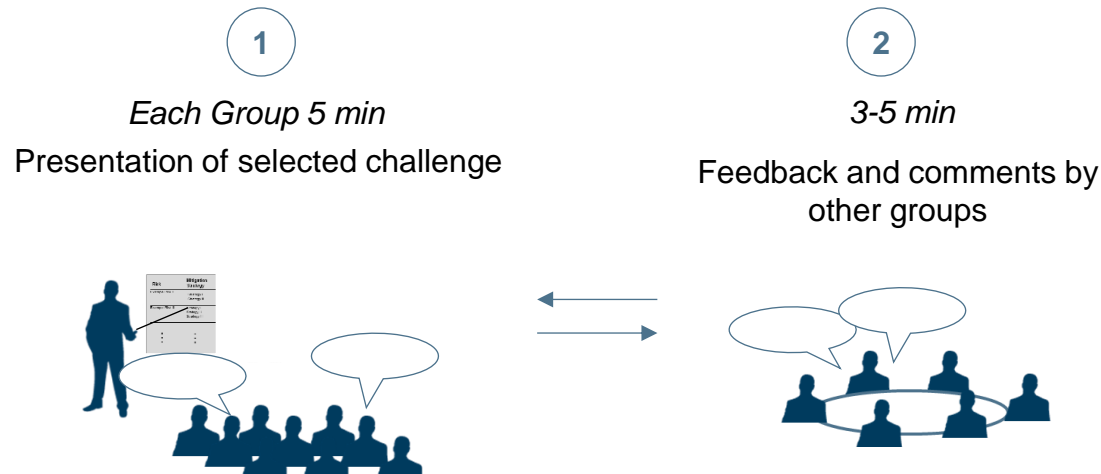 1
Each Group 5 min
Presentation of selected challenge
2
3-5 min
Feedback and comments by
other groups
Risk Mitigation
Strategy